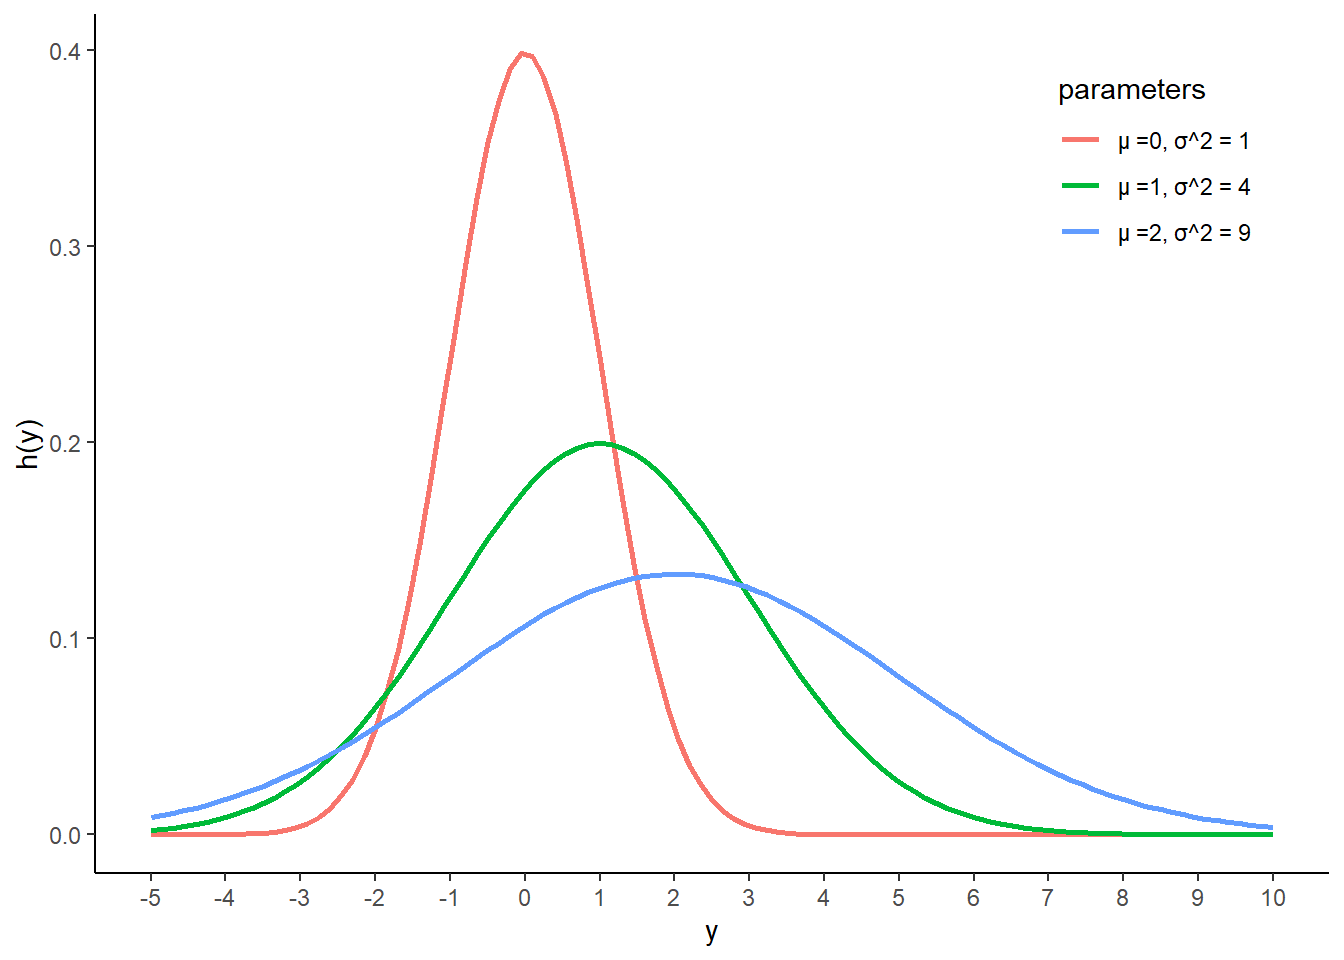 0.4
0.3
0.2
0.1
0.0
h(y)
parameters
μ =0, σ^2 = 1
μ =1, σ^2 = 4
μ =2, σ^2 = 9
-5 -4 -3 -2 -1 0 1 2 3 4 5 6 7 8 9 10
y